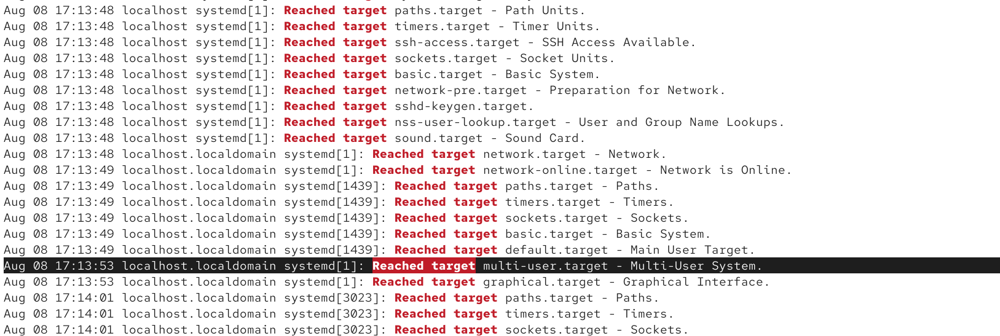 Aug 08 17:13:48 localhost systemd[1]: Reached target paths.target - Path Units.
Aug 08 17:13:48 localhost systemd[1]: Reached target timers.target - Timer Units.
Aug 08 17:13:48 localhost systemd[1]: Reached target ssh-access.target - SSH Access Available.
Aug 08 17:13:48 localhost systemd[1]: Reached target sockets.target - Socket Units.
Aug 08 17:13:48 localhost systemd[1]: Reached target basic.target - Basic System.
Aug 08 17:13:48 localhost systemd[1]: Reached target network-pre.target - Preparation for Network.
Aug 08 17:13:48 localhost systemd[1]: Reached target sshd-keygen.target.
Aug 08 17:13:48 localhost systemd[1]: Reached target nss-user-lookup.target - User and Group Name Lookups.
Aug 08 17:13:48 localhost systemd[1]: Reached target sound.target - Sound Card.
Aug 08 17:13:48 localhost.localdomain systemd[1]: Reached target network.target - Network.
Aug 08 17:13:49 localhost.localdomain systemd[1]: Reached target network-online.target - Network is Online.
Aug 08 17:13:49 localhost.localdomain systemd[1439]: Reached target paths.target - Paths.
Aug 08 17:13:49 localhost.localdomain systemd[1439]: Reached target timers.target - Timers.
Aug 08 17:13:49 localhost.localdomain systemd[1439]: Reached target sockets.target - Sockets.
Aug 08 17:13:49 localhost.localdomain systemd[1439]: Reached target basic.target - Basic System.
Aug 08 17:13:49 localhost.localdomain systemd[1439]: Reached target default.target - Main User Target.
Aug 08 17:13:53 localhost.localdomain systemd[1]: Reached target multi-user.target - Multi-User System.
Aug 08 17:13:53 localhost.localdomain systemd[1]: Reached target graphical.target - Graphical Interface.
Aug 08 17:14:01 localhost.localdomain systemd[3023]: Reached target paths.target - Paths.
Aug 08 17:14:01 localhost.localdomain systemd[3023]: Reached target timers.target - Timers.
Aug 08 17:14:01 localhost.localdomain systemd[3023]: Reached target sockets.target - Sockets.